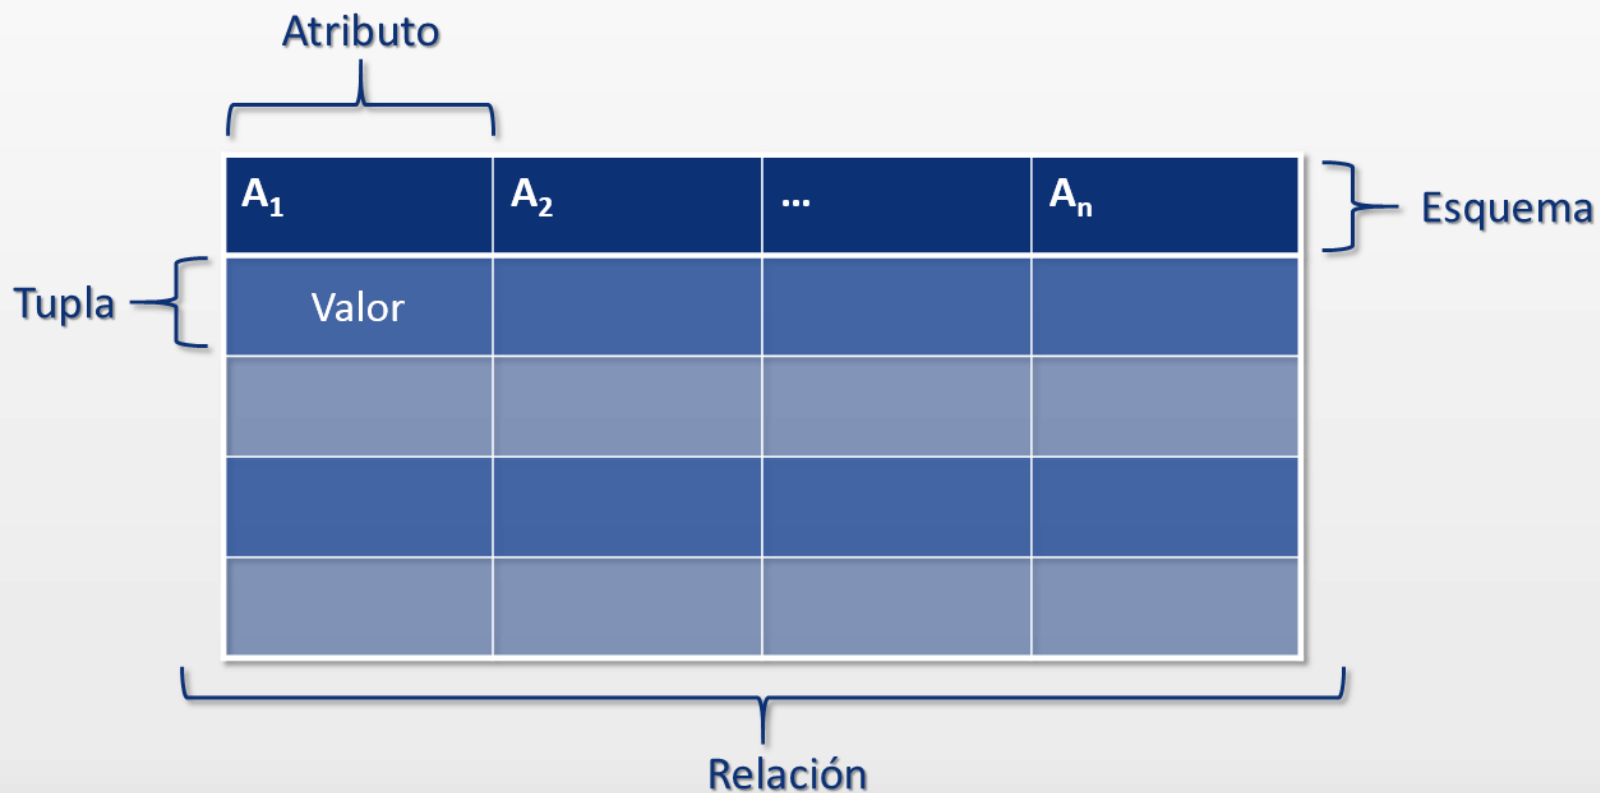 Atributo
A₁ A₂ ... Aₙ
Esquema
Tupla
Valor
Relación